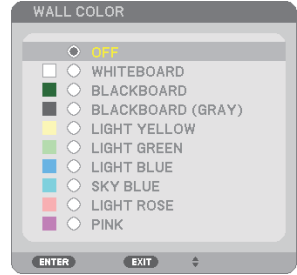 WALL COLOR
OFF
WHITEBOARD
BLACKBOARD
BLACKBOARD (GRAY)
LIGHT YELLOW
LIGHT GREEN
LIGHT BLUE
SKY BLUE
LIGHT ROSE
PINK
ENTER EXIT